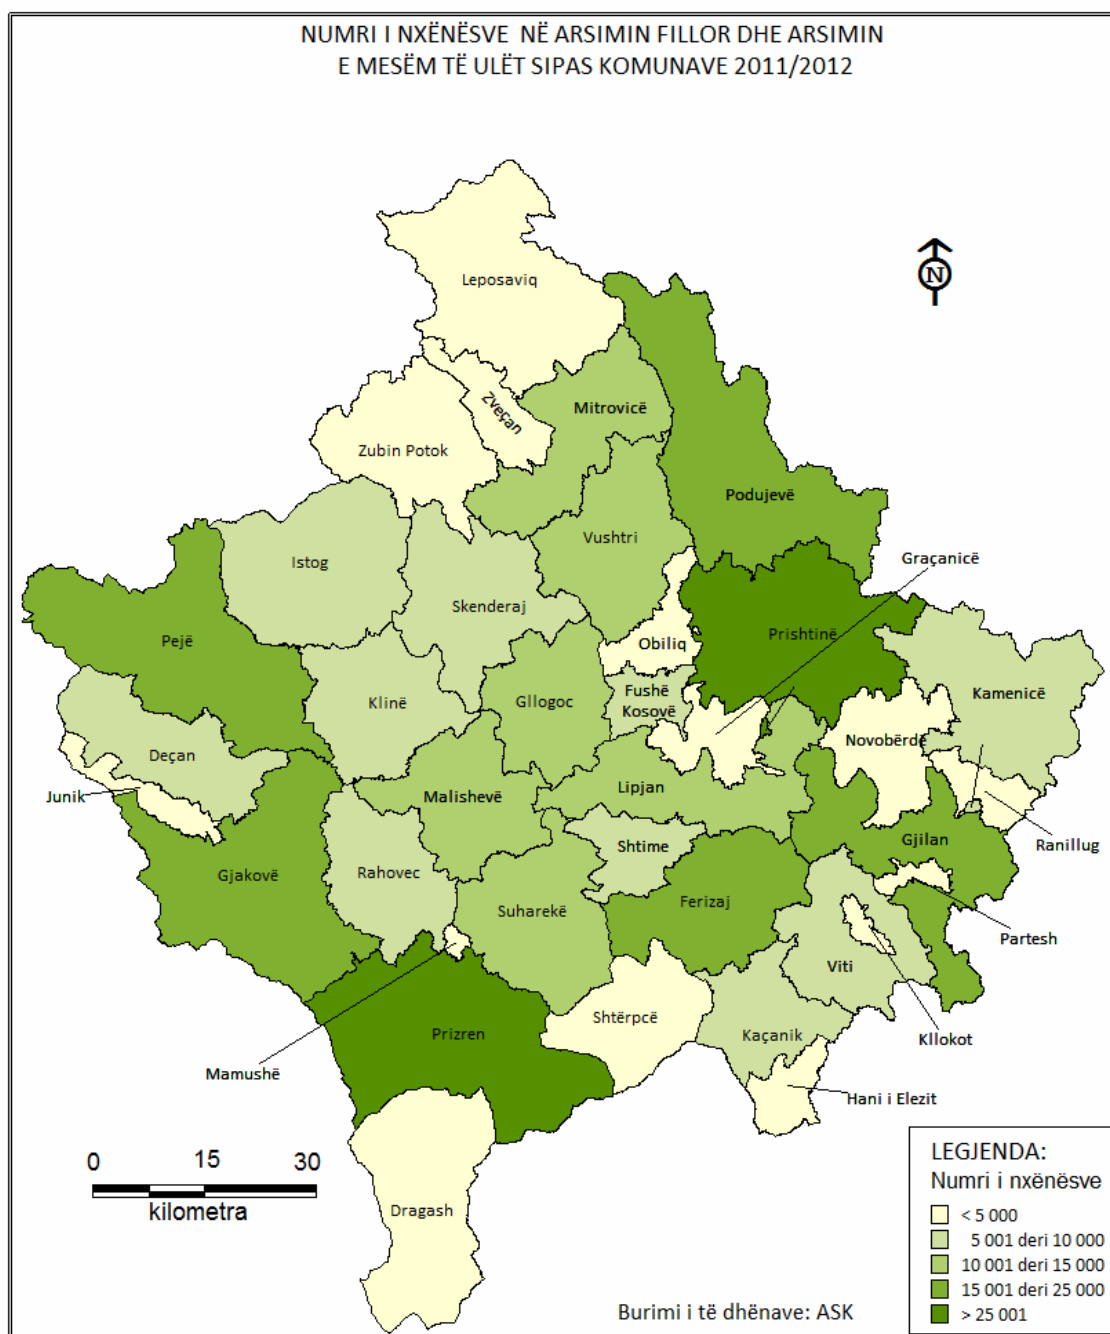 NUMRI I NXËNËSVE NË ARSIMIN FILLOR DHE ARSIMIN
E MESËM TË ULËT SIPAS KOMUNAVE 2011/2012
N
Leposaviq
Zveçan
Mitrovicë
Zubin Potok
Podujevë
Vushtri
Graçanicë
Istog
Skenderaj
Prishtinë
Pejë
Obiliq
Kamenicë
Klinë
Gllogoc
Fushë
Kosovë
Novobërdë
Deçan
Junik
Malishevë
Lipjan
Shtime
Gjilan
Ranillug
Gjakovë
Rahovec
Suharekë
Ferizaj
Partesh
Viti
Kllokot
Shtërpcë
Kaçanik
Prizren
Mamushë
Hani i Elezit
Dragash
0 15 30
kilometra
LEGJENDA:
Numri i nxënësve
< 5 000
5 001 deri 10 000
10 001 deri 15 000
15 001 deri 25 000
> 25 001
Burimi i të dhënave: ASK